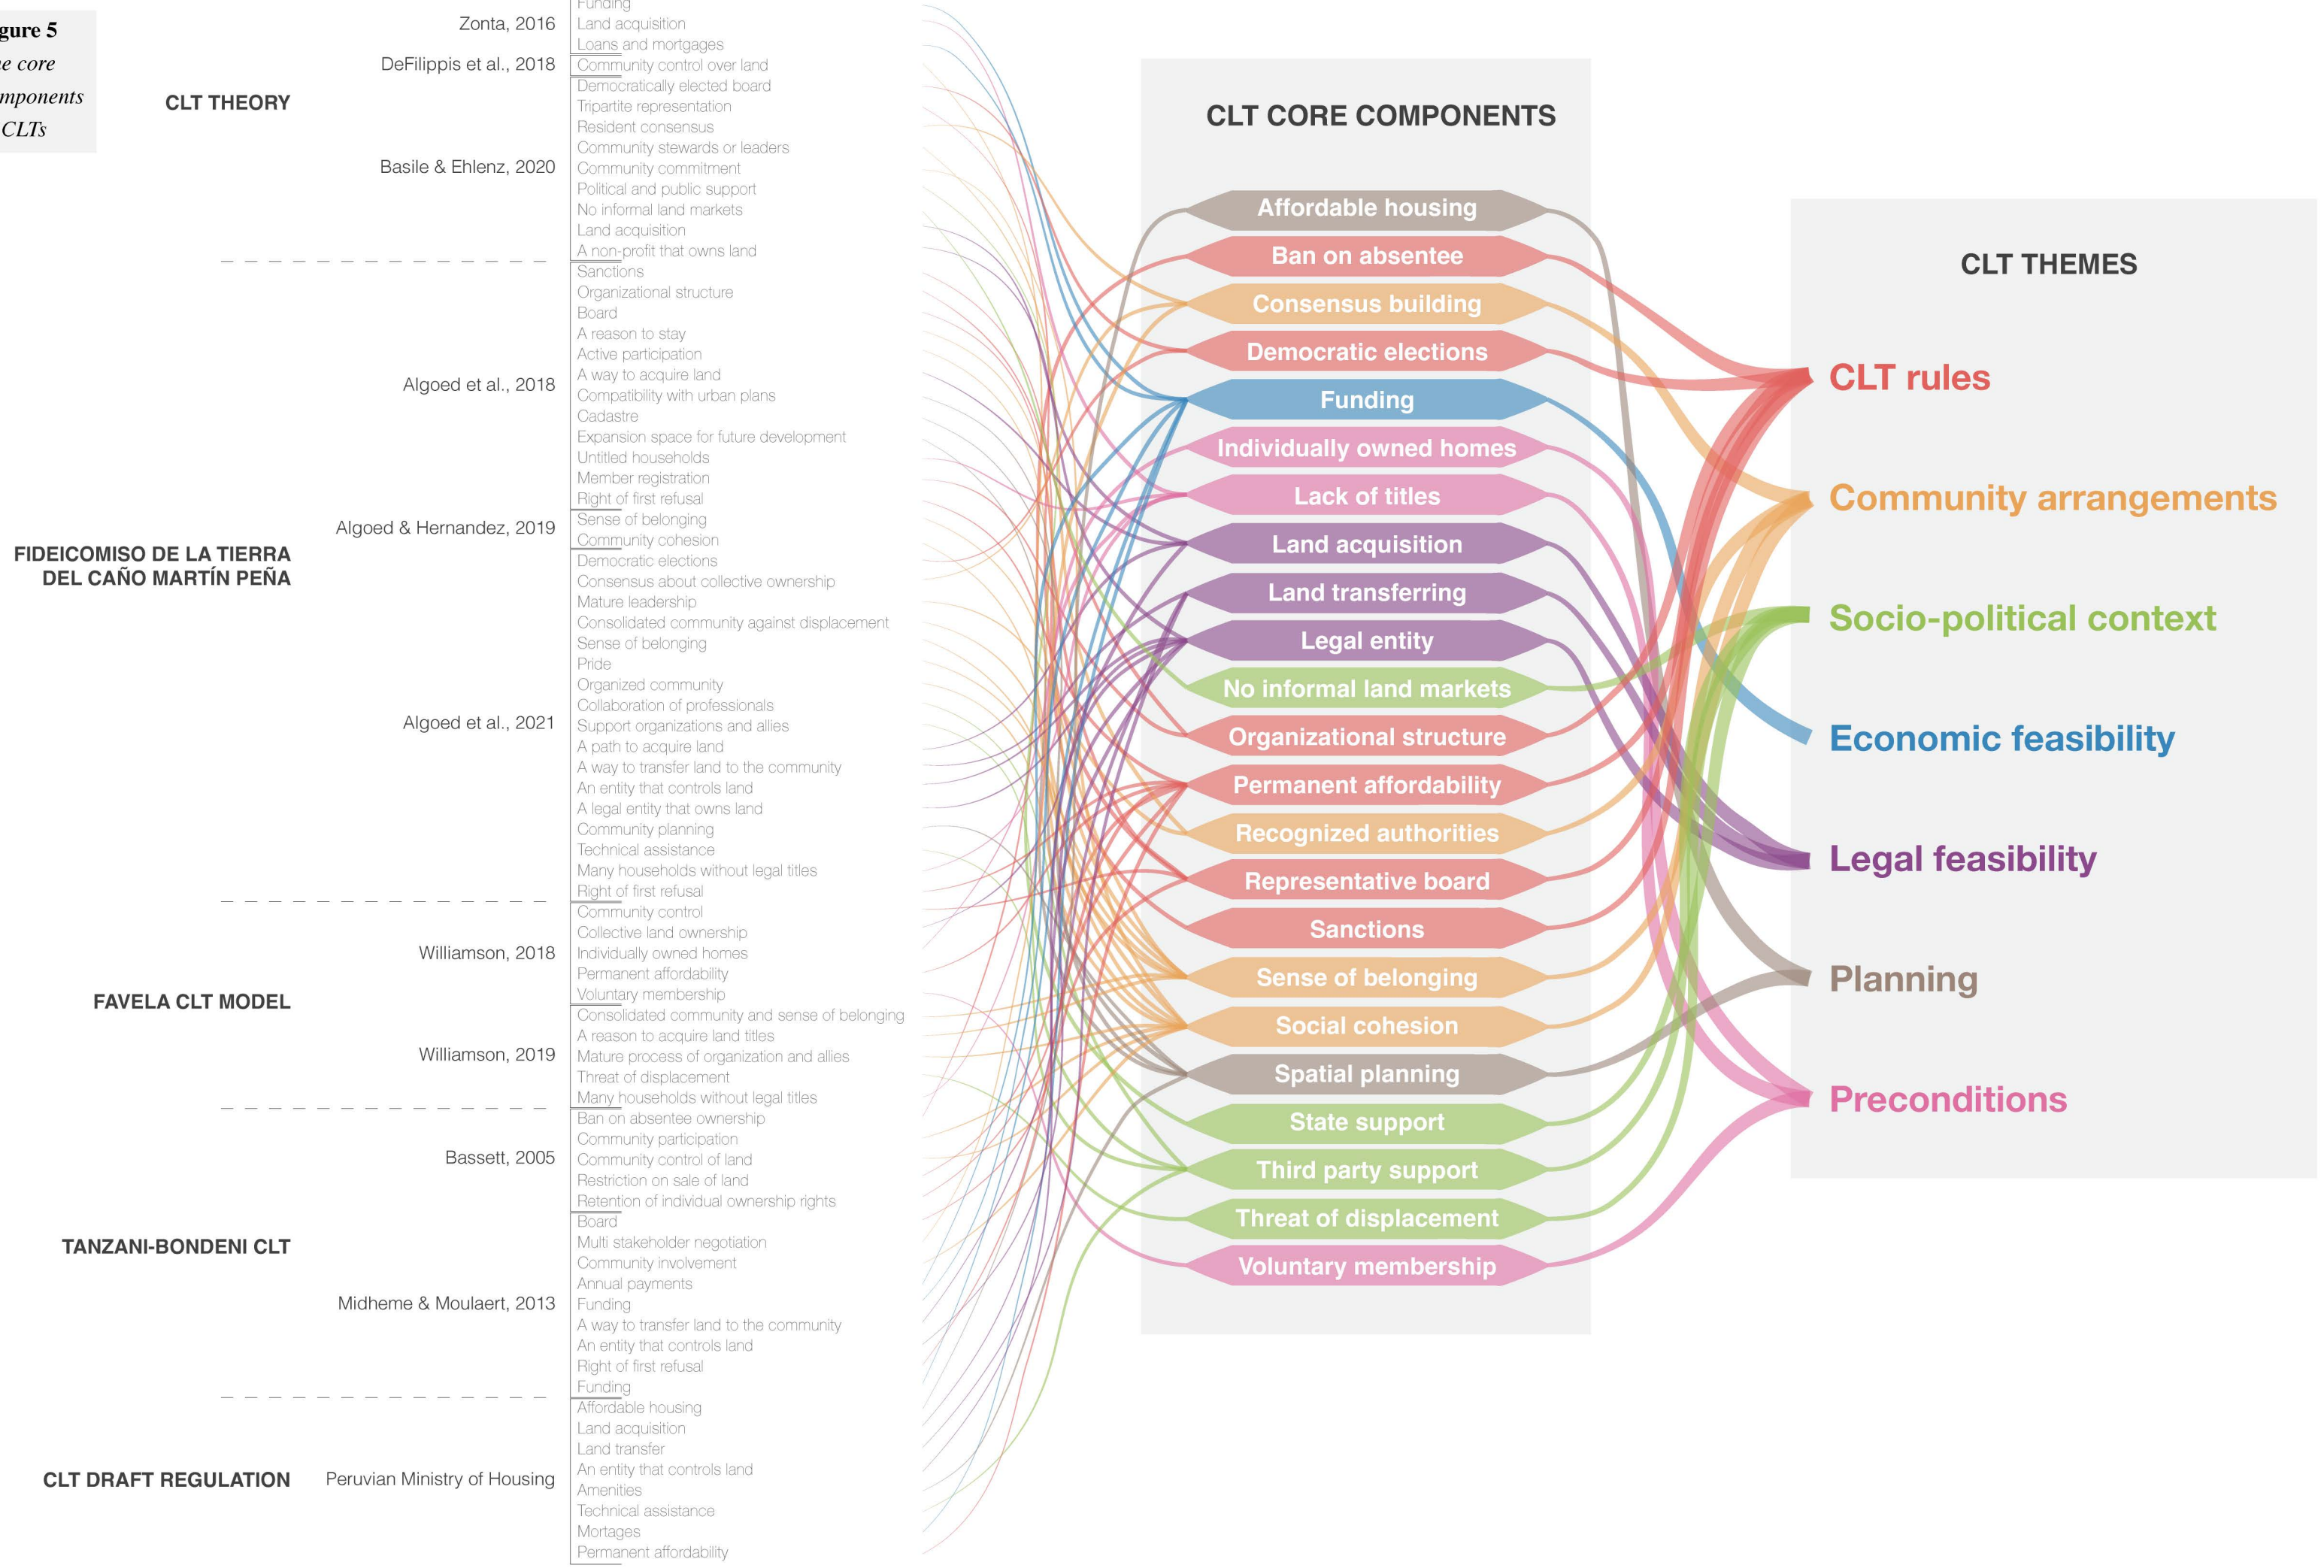 gure 5
e core
mponents
CLTs
CLT THEORY
Zonta, 2016
Funding
Land acquisition
Loans and mortgages
DeFilippis et al., 2018
Community control over land
Basile & Ehlenz, 2020
Democratically elected board
Tripartite representation
Resident consensus
Community stewards or leaders
Community commitment
Political and public support
No informal land markets
Land acquisition
A non-profit that owns land
FIDEICOMISO DE LA TIERRA
DEL CAÑO MARTÍN PEÑA
Algoed et al., 2018
Sanctions
Organizational structure
Board
A reason to stay
Active participation
A way to acquire land
Compatibility with urban plans
Cadastre
Expansion space for future development
Untitled households
Member registration
Right of first refusal
Algoed & Hernandez, 2019
Sense of belonging
Community cohesion
Algoed et al., 2021
Democratic elections
Consensus about collective ownership
Mature leadership
Consolidated community against displacement
Sense of belonging
Pride
Organized community
Collaboration of professionals
Support organizations and allies
A path to acquire land
A way to transfer land to the community
An entity that controls land
A legal entity that owns land
Community planning
Technical assistance
Many households without legal titles
Right of first refusal
FAVELA CLT MODEL
Williamson, 2018
Community control
Collective land ownership
Individually owned homes
Permanent affordability
Voluntary membership
Williamson, 2019
Consolidated community and sense of belonging
A reason to acquire land titles
Mature process of organization and allies
Threat of displacement
Many households without legal titles
TANZANI-BONDENI CLT
Bassett, 2005
Ban on absentee ownership
Community participation
Community control of land
Restriction on sale of land
Retention of individual ownership rights
Midheme & Moulaert, 2013
Board
Multi stakeholder negotiation
Community involvement
Annual payments
Funding
A way to transfer land to the community
An entity that controls land
Right of first refusal
Funding
CLT DRAFT REGULATION
Peruvian Ministry of Housing
Affordable housing
Land acquisition
Land transfer
An entity that controls land
Amenities
Technical assistance
Mortages
Permanent affordability
CLT CORE COMPONENTS
Affordable housing
Ban on absentee
Consensus building
Democratic elections
Funding
Individually owned homes
Lack of titles
Land acquisition
Land transferring
Legal entity
No informal land markets
Organizational structure
Permanent affordability
Recognized authorities
Representative board
Sanctions
Sense of belonging
Social cohesion
Spatial planning
State support
Third party support
Threat of displacement
Voluntary membership
CLT THEMES
CLT rules
Community arrangements
Socio-political context
Economic feasibility
Legal feasibility
Planning
Preconditions